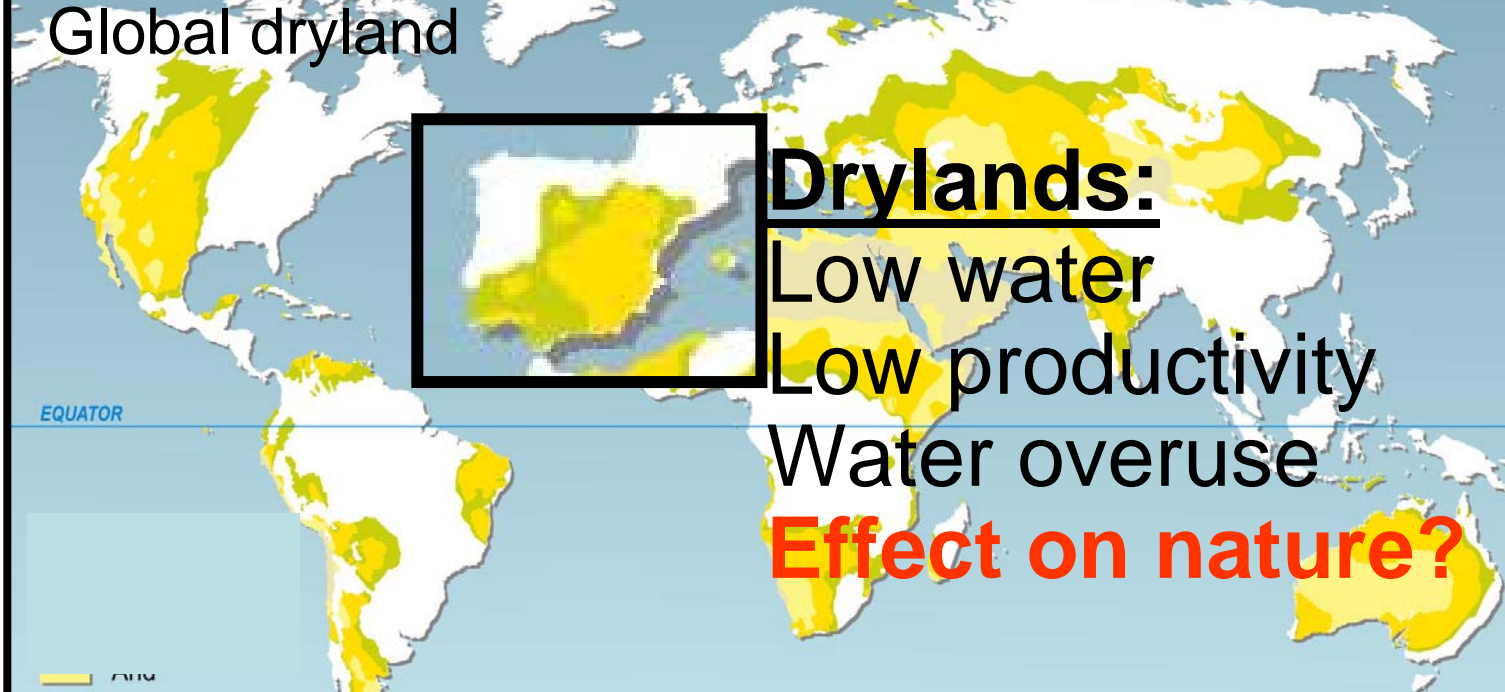 Global dryland
Drylands:
Low water
Low productivity
Water overuse
Effect on nature?
EQUATOR